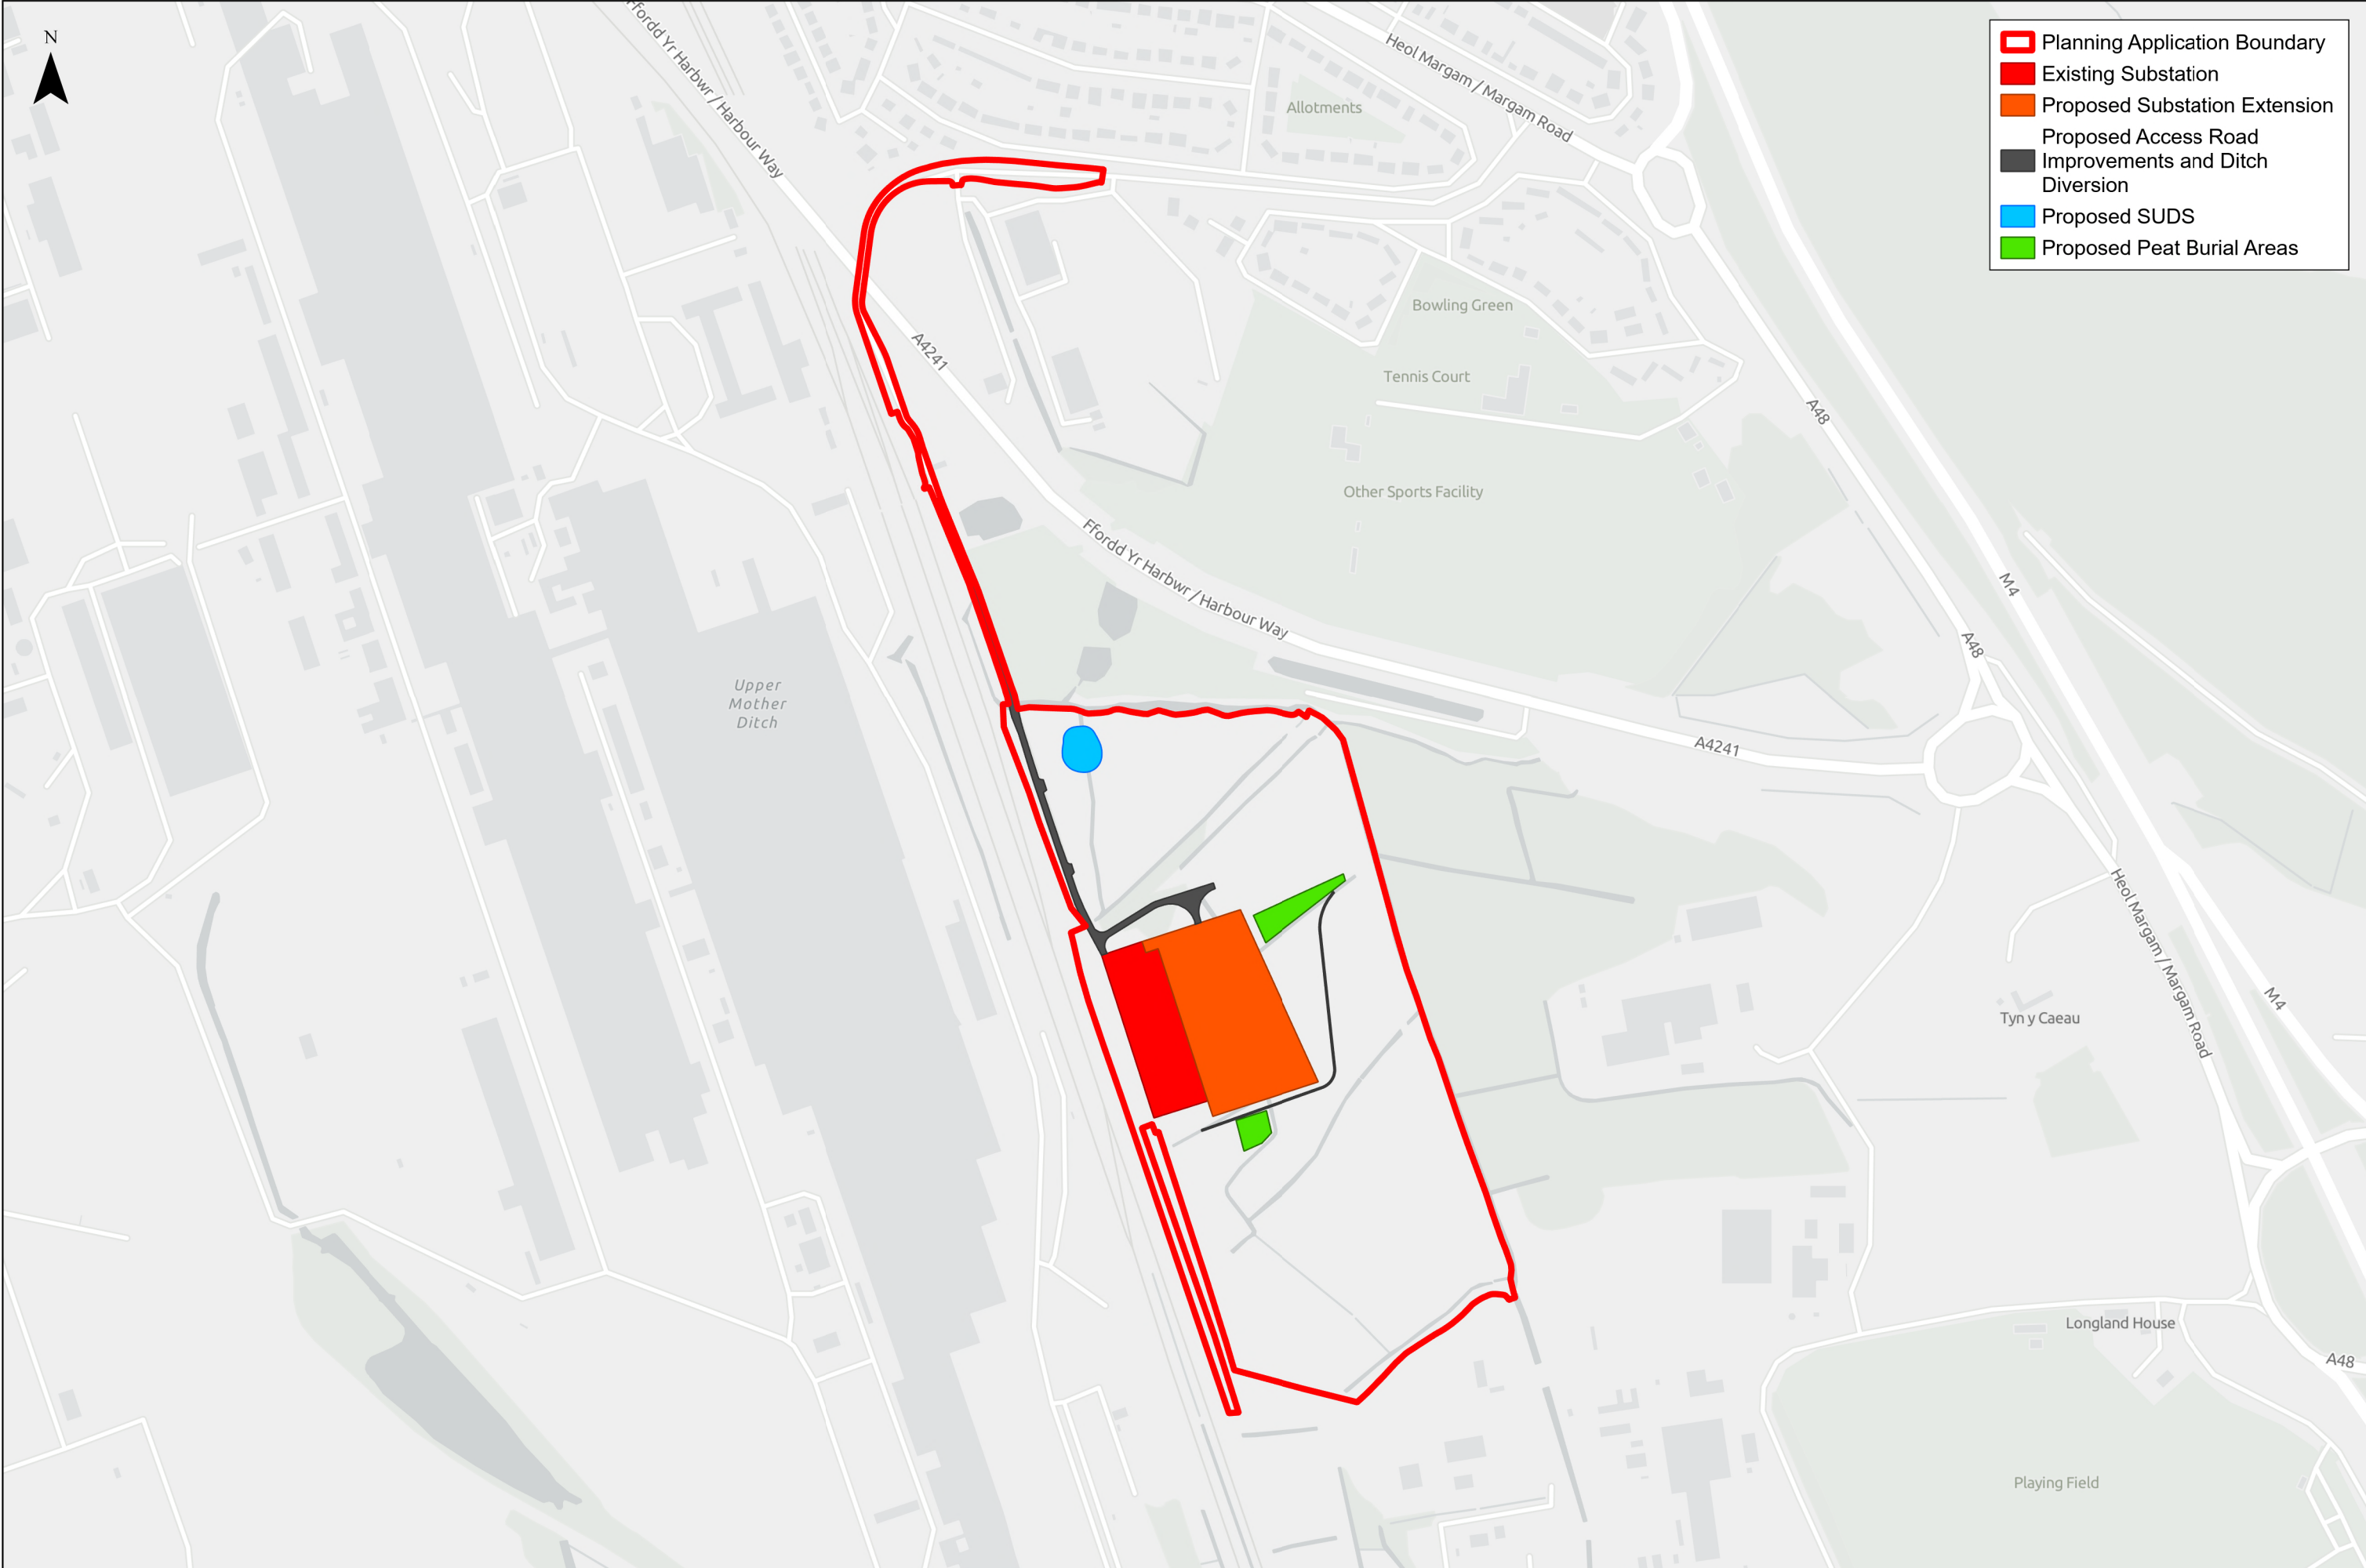 N
Planning Application Boundary
Existing Substation
Proposed Substation Extension
Proposed Access Road
Improvements and Ditch
Diversion
Proposed SUDS
Proposed Peat Burial Areas
Ffordd Yr Harbwr / Harbour Way
Heol Margam / Margam Road
Allotments
Bowling Green
A4241
Tennis Court
A48
Other Sports Facility
Ffordd Yr Harbwr / Harbour Way
M4
A48
Upper
Mother
Ditch
A4241
Heol Margam / Margam Road
M4
Tyn y Caeau
Longland House
A48
Playing Field